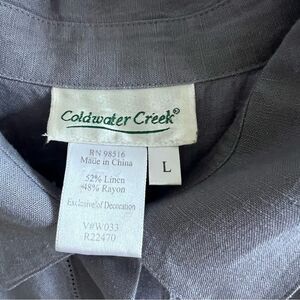 Coldwater Creek®
RN 98516
Made in China
52% Linen
48% Rayon
Exclusive of Decoration
V#W033
R22470
L